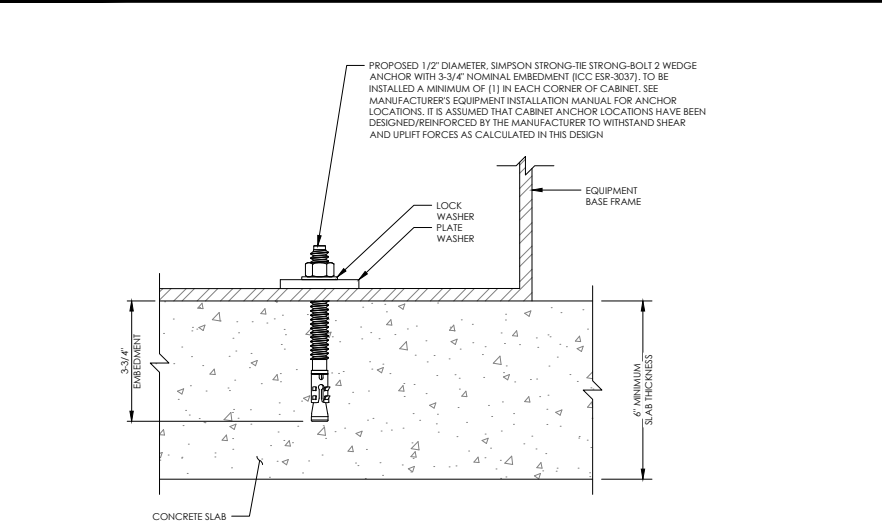 PROPOSED 1/2" DIAMETER, SIMPSON STRONG-TIE STRONG-BOLT 2 WEDGE
ANCHOR WITH 3-3/4" NOMINAL EMBEDMENT (ICC ESR-3037). TO BE
INSTALLED A MINIMUM OF (1) IN EACH CORNER OF CABINET. SEE
MANUFACTURER'S EQUIPMENT INSTALLATION MANUAL FOR ANCHOR
LOCATIONS. IT IS ASSUMED THAT CABINET ANCHOR LOCATIONS HAVE BEEN
DESIGNED/REINFORCED BY THE MANUFACTURER TO WITHSTAND SHEAR
AND UPLIFT FORCES AS CALCULATED IN THIS DESIGN
EQUIPMENT
BASE FRAME
LOCK
WASHER
PLATE
WASHER
3-3/4"
EMBEDMENT
6" MINIMUM
SLAB THICKNESS
CONCRETE SLAB